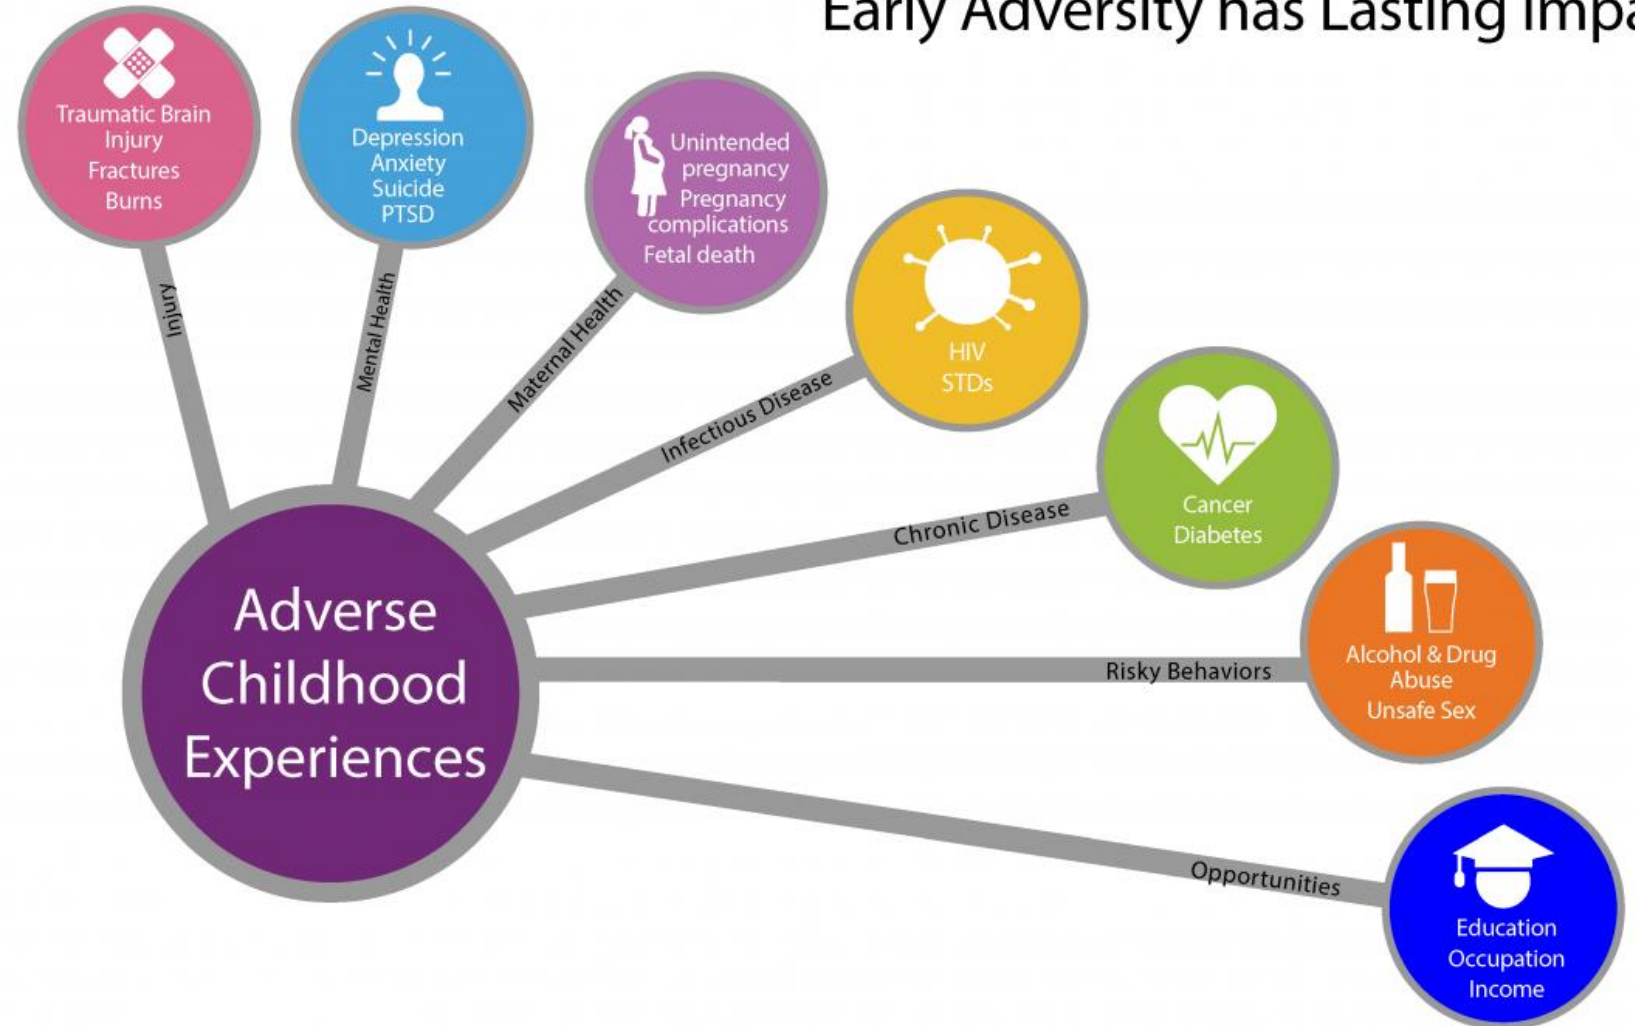 Early Adversity has Lasting
Traumatic Brain
Injury
Fractures
Burns
Injury
Depression
Anxiety
Suicide
PTSD
Mental Health
Unintended
pregnancy
Pregnancy
complications
Fetal death
Maternal Health
HIV
STDs
Infectious Disease
Cancer
Diabetes
Chronic Disease
Alcohol & Drug
Abuse
Unsafe Sex
Risky Behaviors
Education
Occupation
Income
Opportunities
Adverse
Childhood
Experiences